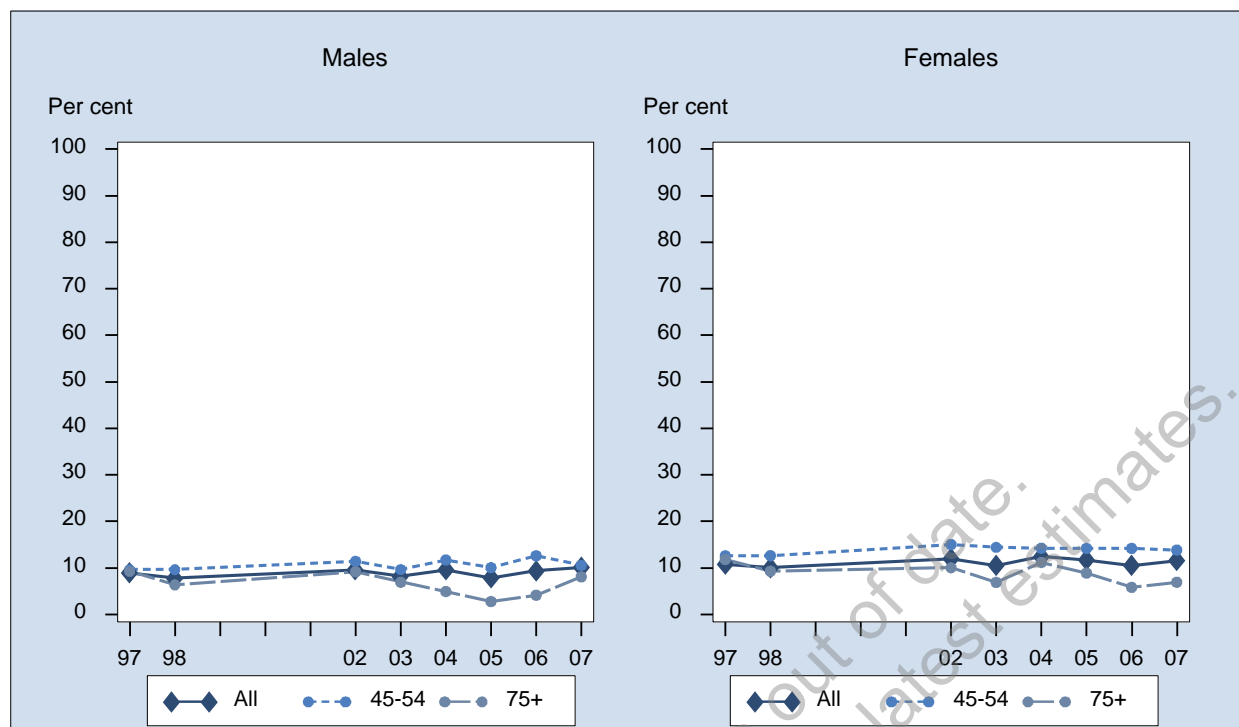 Males
Per cent
100
90
80
70
60
50
40
30
20
10
0
97 98 02 03 04 05 06 07
All 45-54 75+
Females
Per cent
100
90
80
70
60
50
40
30
20
10
0
97 98 02 03 04 05 06 07
All 45-54 75+
out of date.
latest estimates.